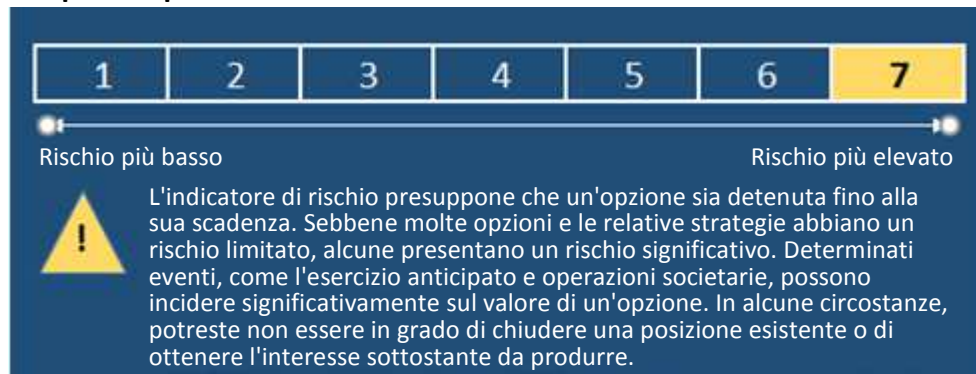 1 2 3 4 5 6 7
Rischio più basso Rischio più elevato
!
L'indicatore di rischio presuppone che un'opzione sia detenuta fino alla
sua scadenza. Sebbene molte opzioni e le relative strategie abbiano un
rischio limitato, alcune presentano un rischio significativo. Determinati
eventi, come l'esercizio anticipato e operazioni societarie, possono
incidere significativamente sul valore di un'opzione. In alcune circostanze,
potreste non essere in grado di chiudere una posizione esistente o di
ottenere l'interesse sottostante da produrre.